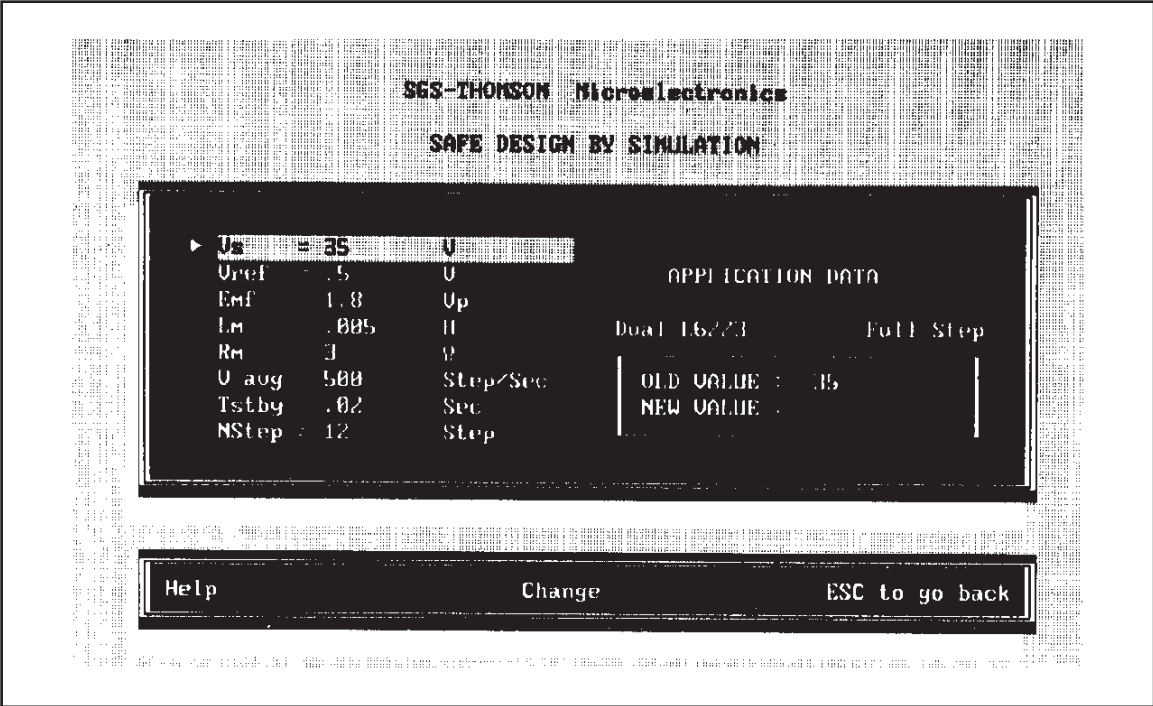 SGS-THOMSON Microelectronics
SAFE DESIGN BY SIMULATION
Vs = 35 V
Vref = .5 V
Emf 1.8 Vp
Lm .005 H
Rm 3 Ω
V avg 500 Step/Sec
Tstby .02 Sec
NStep = 12 Step
APPLICATION DATA
Dual L6223 Full Step
OLD VALUE : 35
NEW VALUE :
Help Change ESC to go back